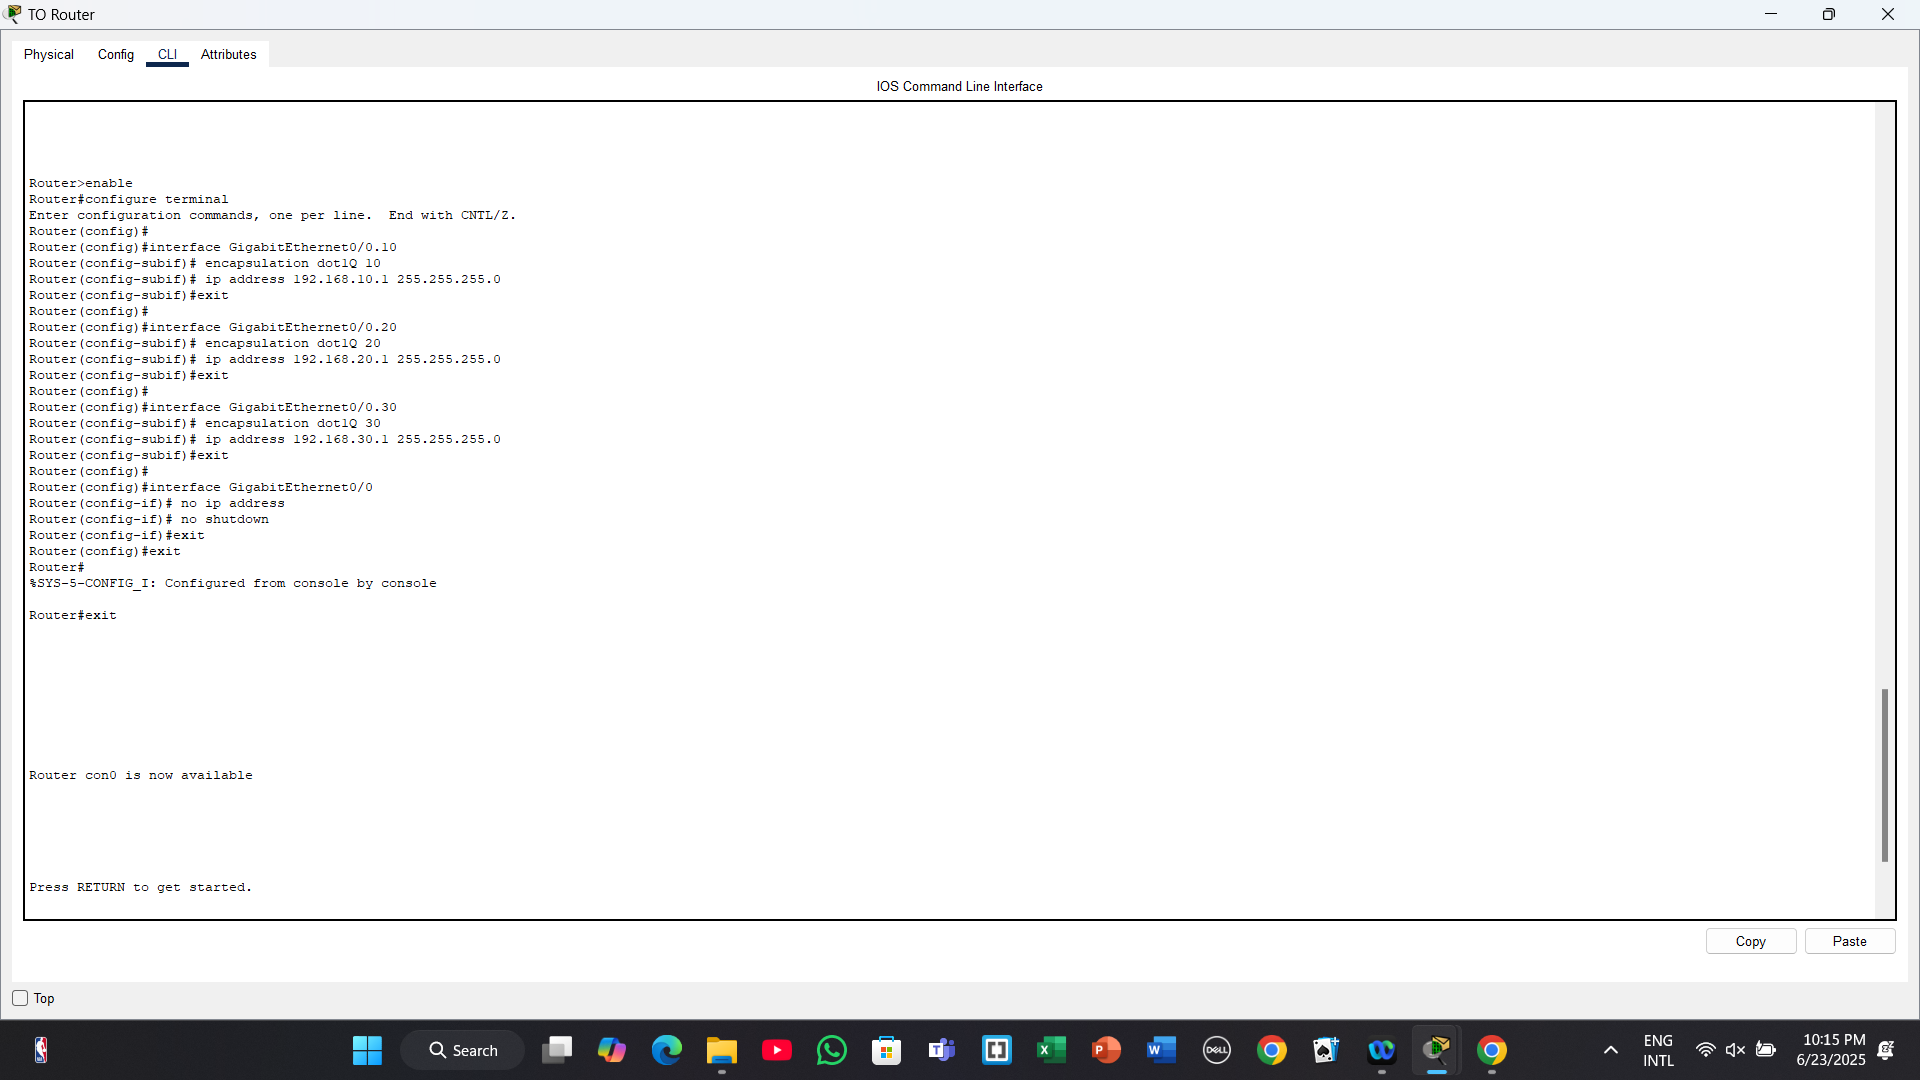 TO Router
Physical Config CLI Attributes
IOS Command Line Interface
Router>enable
Router#configure terminal
Enter configuration commands, one per line.  End with CNTL/Z.
Router(config)#
Router(config)#interface GigabitEthernet0/0.10
Router(config-subif)# encapsulation dot1Q 10
Router(config-subif)# ip address 192.168.10.1 255.255.255.0
Router(config-subif)#exit
Router(config)#
Router(config)#interface GigabitEthernet0/0.20
Router(config-subif)# encapsulation dot1Q 20
Router(config-subif)# ip address 192.168.20.1 255.255.255.0
Router(config-subif)#exit
Router(config)#
Router(config)#interface GigabitEthernet0/0.30
Router(config-subif)# encapsulation dot1Q 30
Router(config-subif)# ip address 192.168.30.1 255.255.255.0
Router(config-subif)#exit
Router(config)#
Router(config)#interface GigabitEthernet0/0
Router(config-if)# no ip address
Router(config-if)# no shutdown
Router(config-if)#exit
Router(config)#exit
Router#
%SYS-5-CONFIG_I: Configured from console by console
Router#exit
Router con0 is now available
Press RETURN to get started.
Copy Paste
Top
Search
DELL
ENG
INTL
10:15 PM
6/23/2025